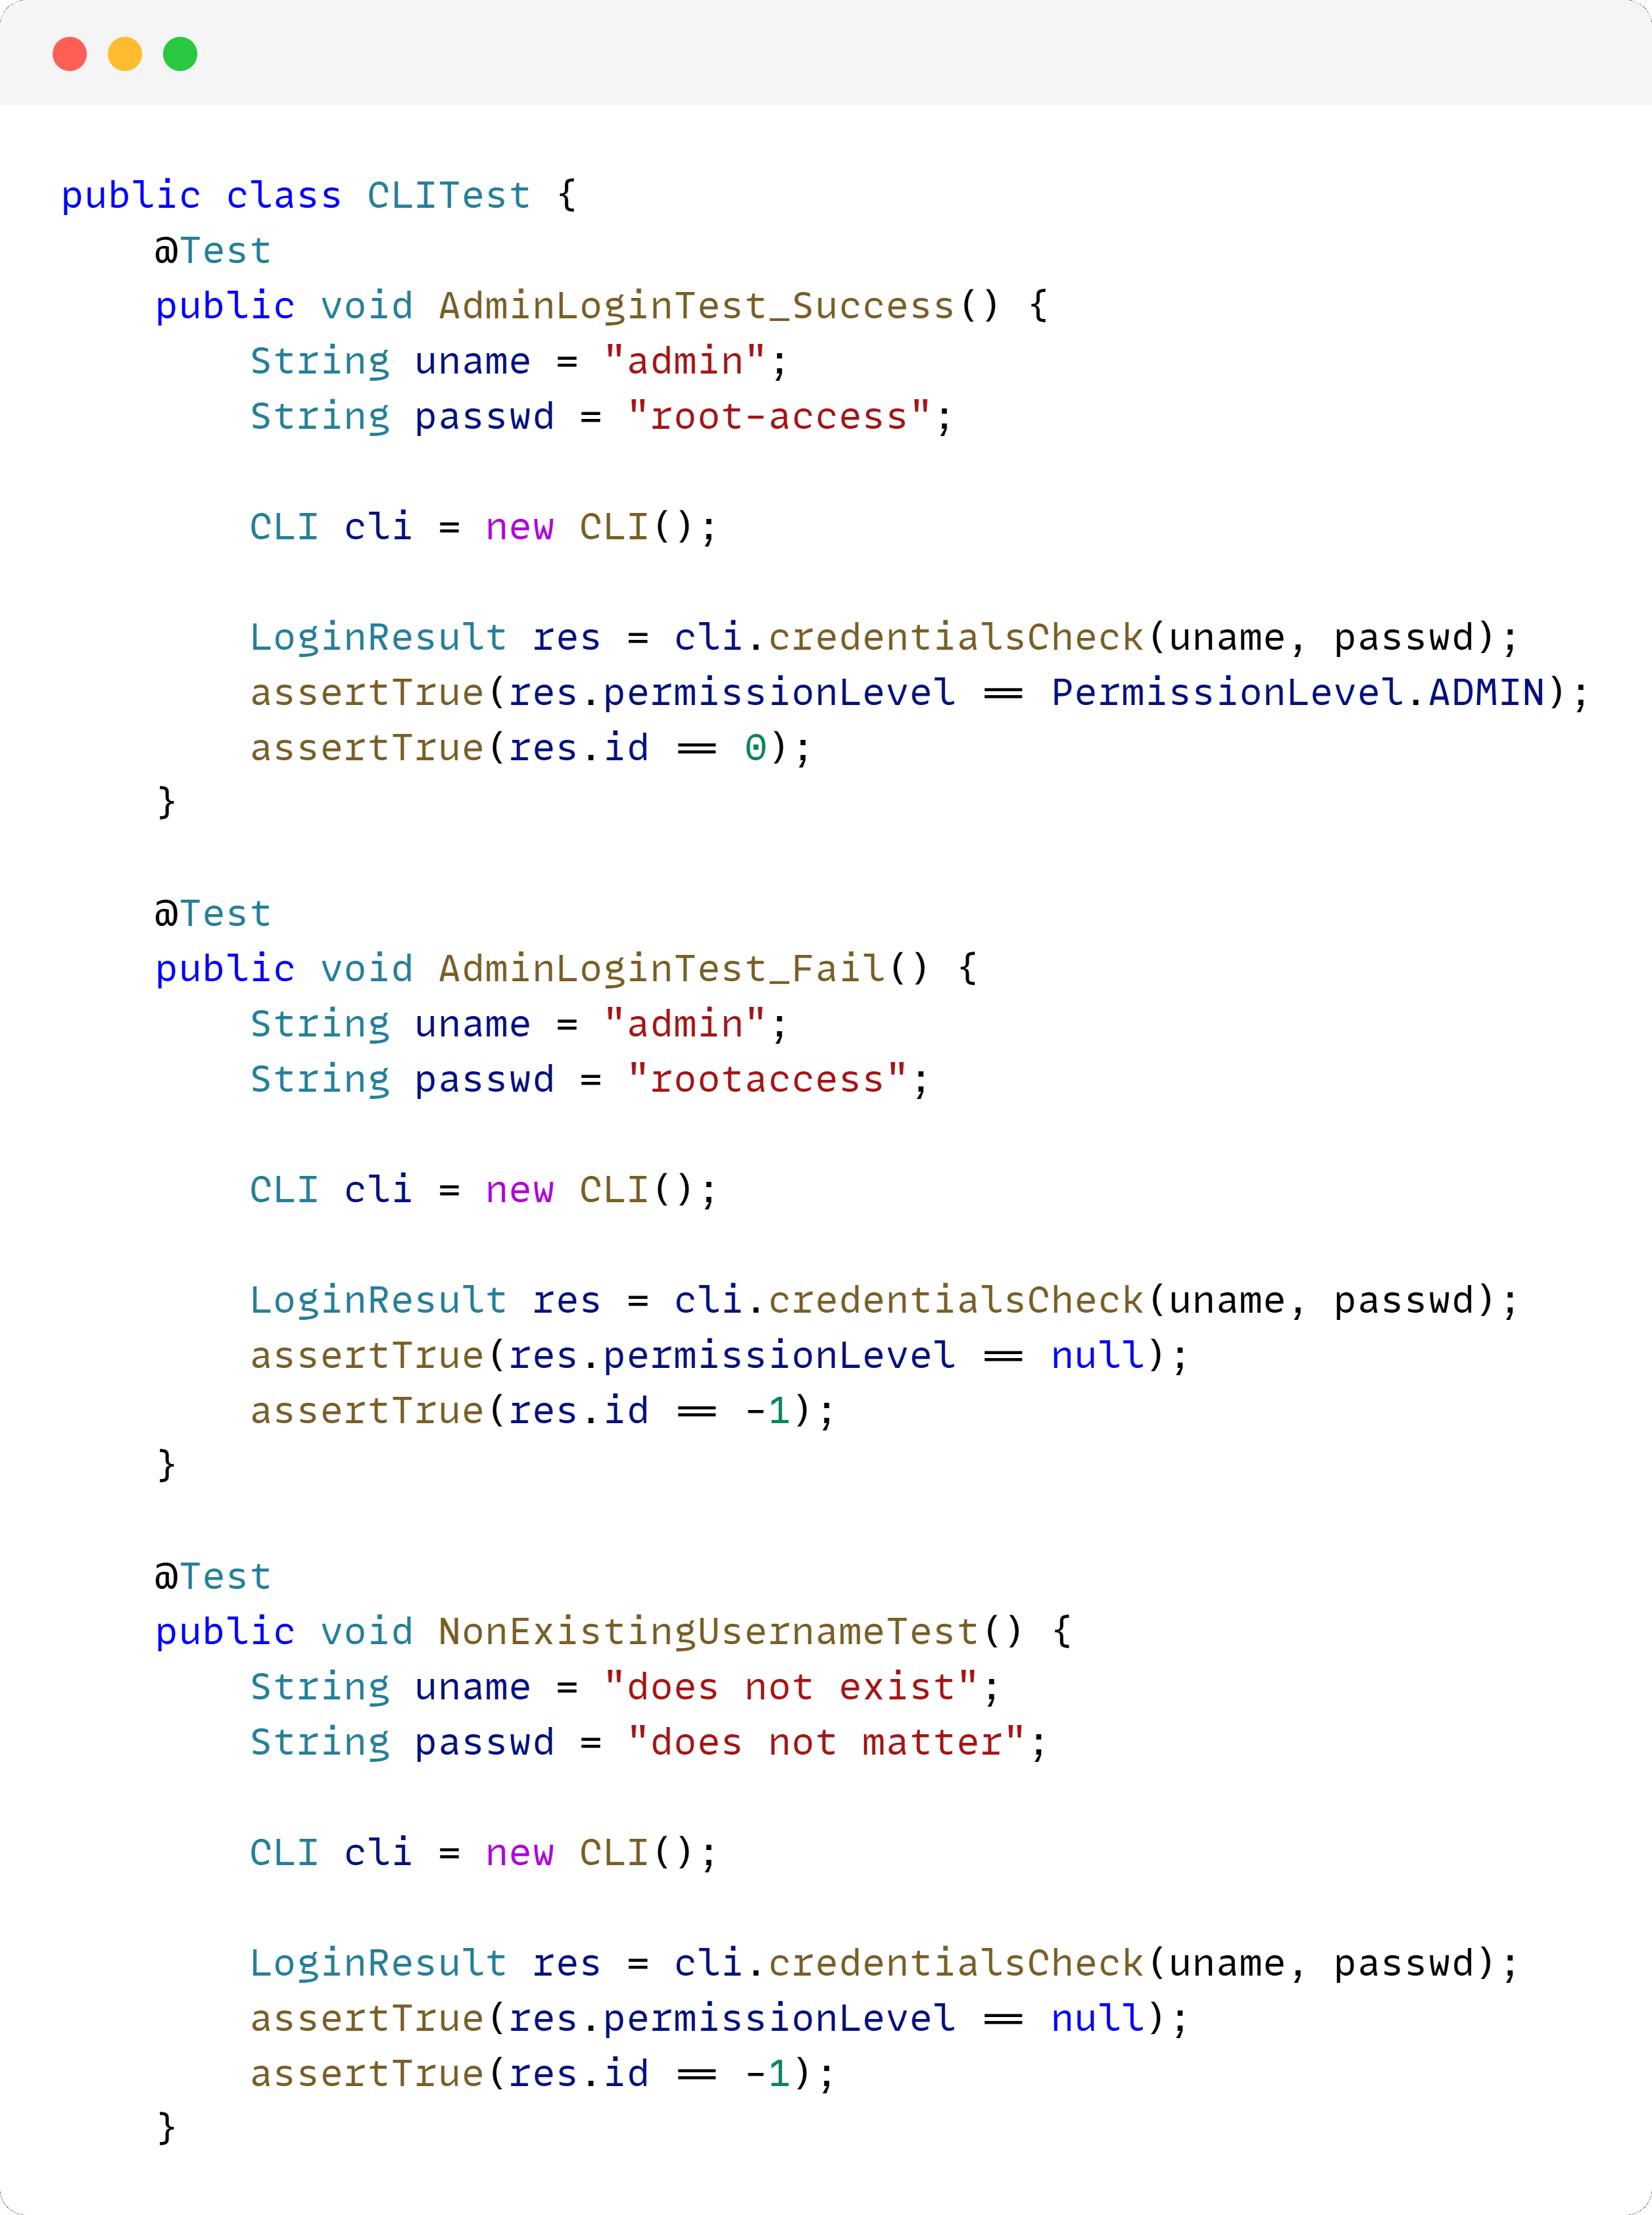 public class CLITest {
    @Test
    public void AdminLoginTest_Success() {
        String uname = "admin";
        String passwd = "root-access";

        CLI cli = new CLI();

        LoginResult res = cli.credentialsCheck(uname, passwd);
        assertTrue(res.permissionLevel == PermissionLevel.ADMIN);
        assertTrue(res.id == 0);
    }

    @Test
    public void AdminLoginTest_Fail() {
        String uname = "admin";
        String passwd = "rootaccess";

        CLI cli = new CLI();

        LoginResult res = cli.credentialsCheck(uname, passwd);
        assertTrue(res.permissionLevel == null);
        assertTrue(res.id == -1);
    }

    @Test
    public void NonExistingUsernameTest() {
        String uname = "does not exist";
        String passwd = "does not matter";

        CLI cli = new CLI();

        LoginResult res = cli.credentialsCheck(uname, passwd);
        assertTrue(res.permissionLevel == null);
        assertTrue(res.id == -1);
    }